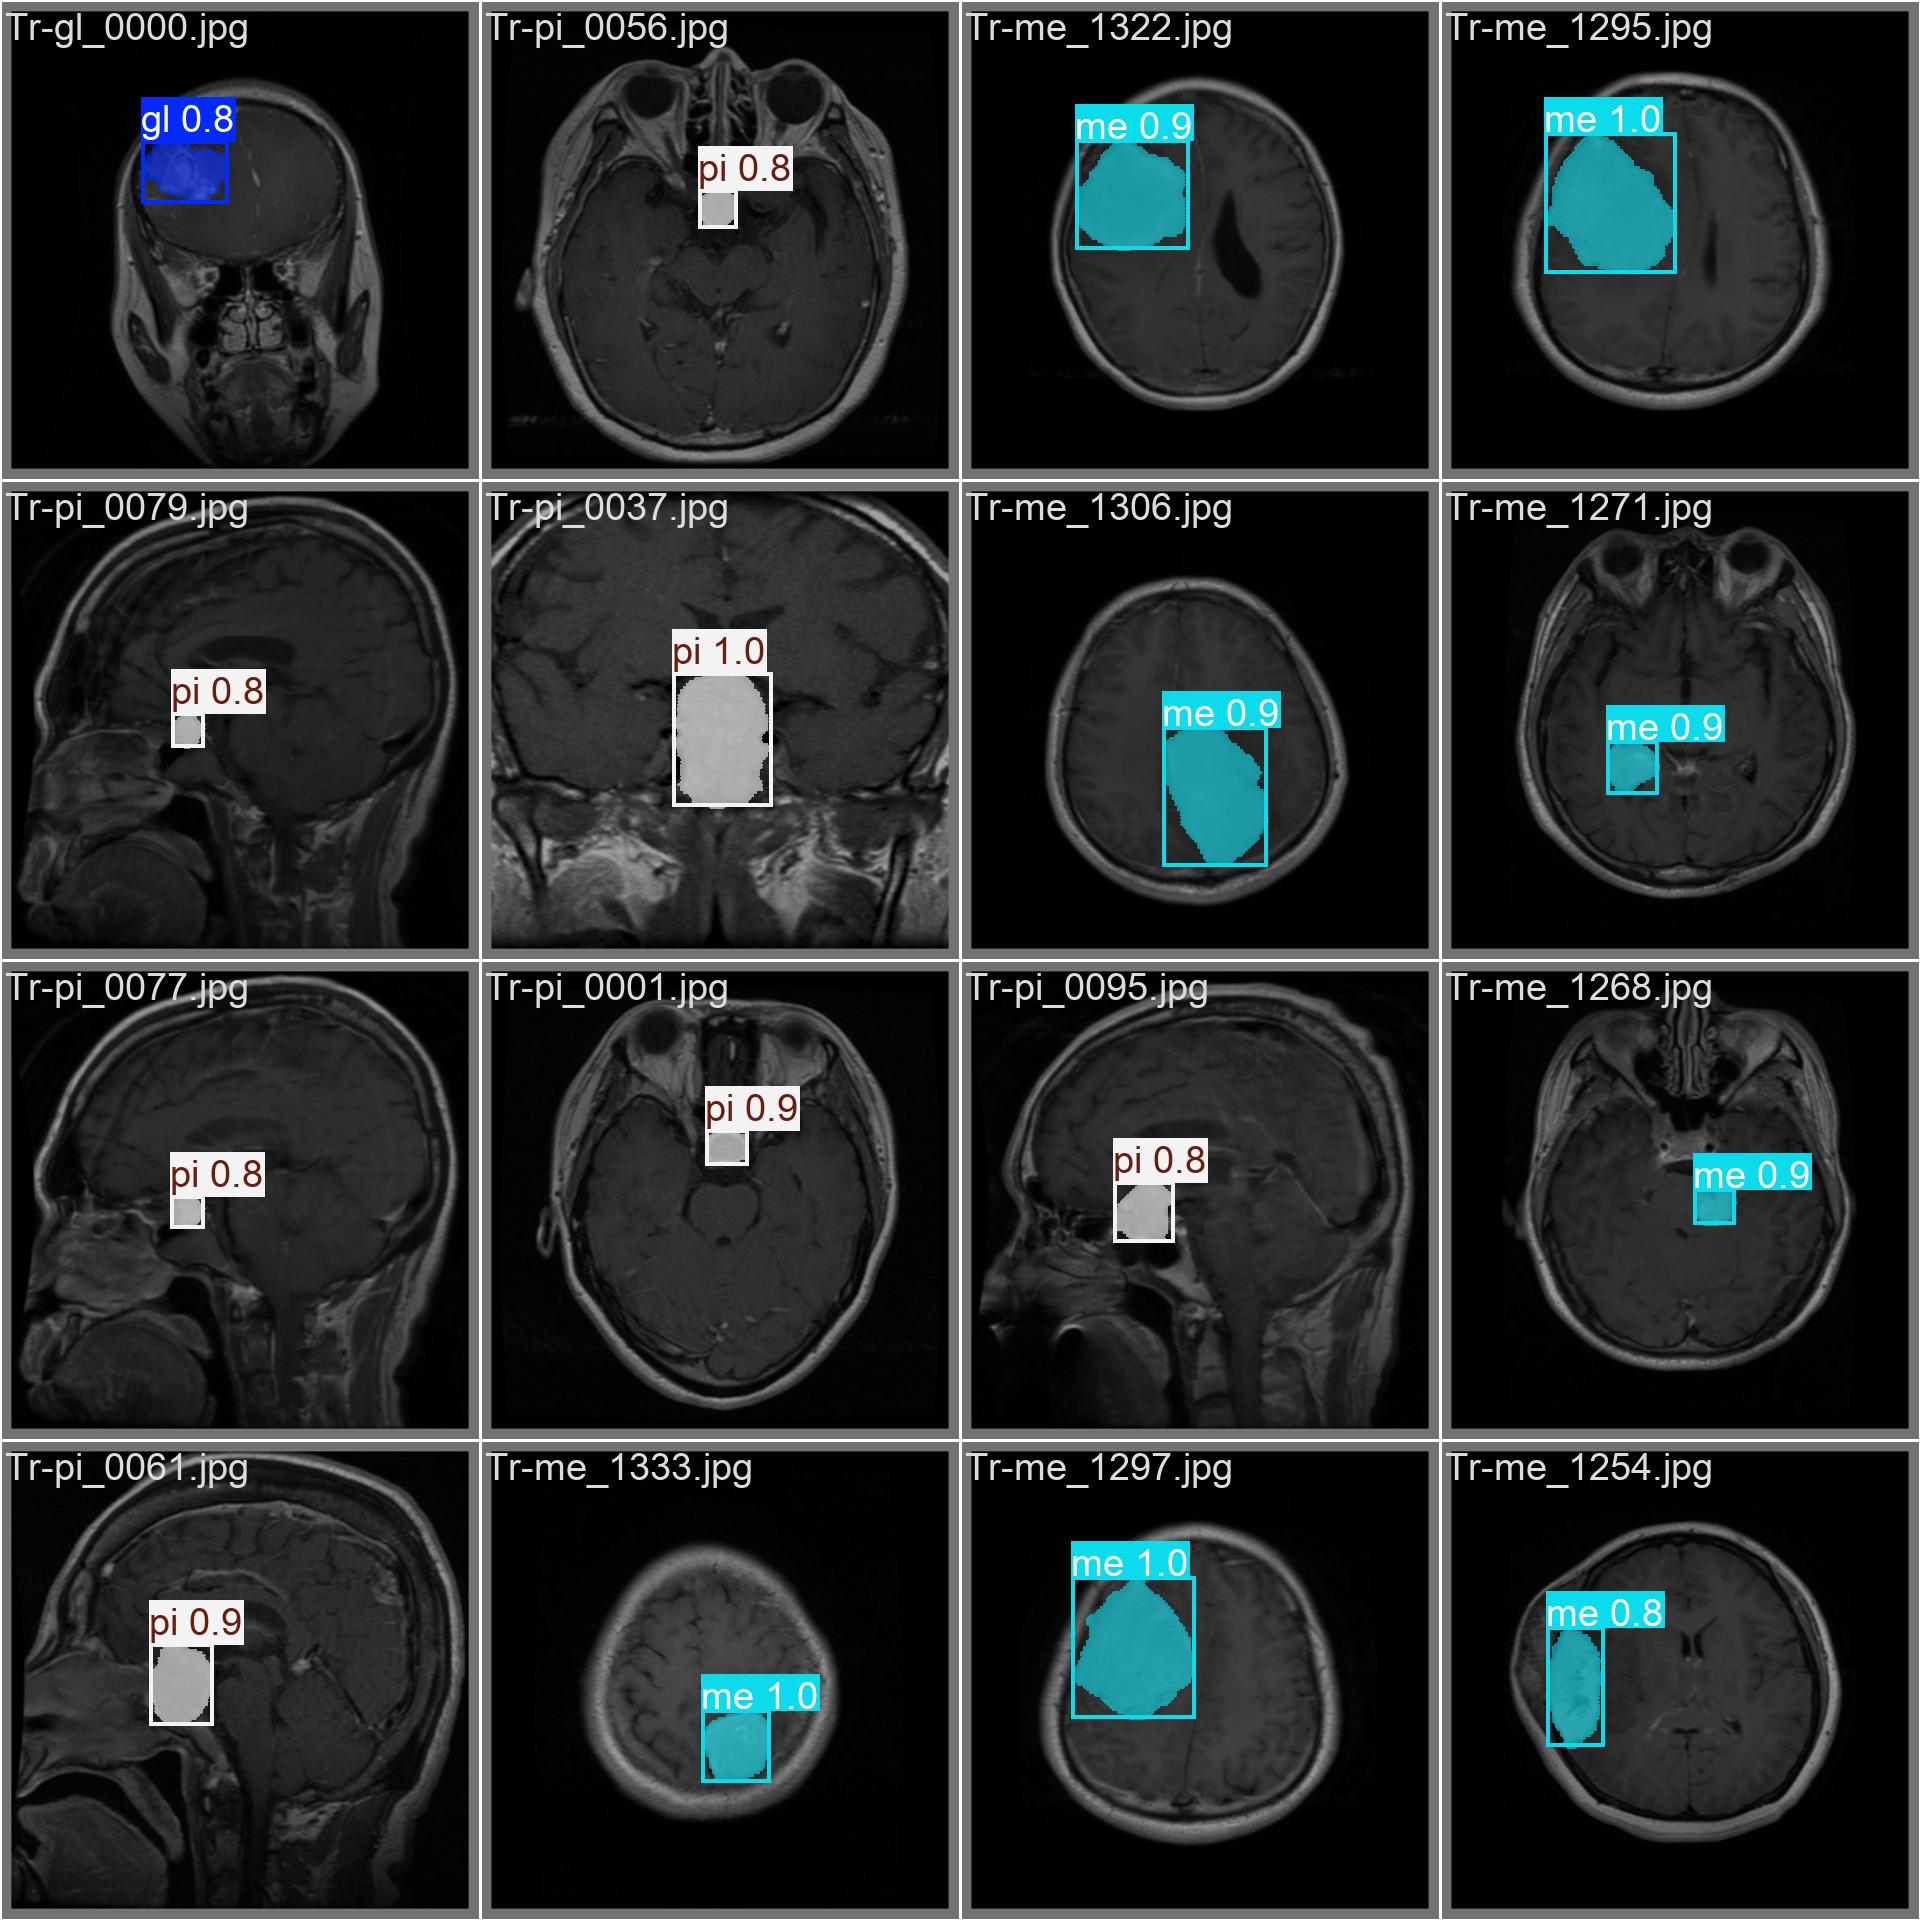 Tr-gl_0000.jpg
gl 0.8
Tr-pi_0056.jpg
pi 0.8
Tr-me_1322.jpg
me 0.9
Tr-me_1295.jpg
me 1.0
Tr-pi_0079.jpg
pi 0.8
Tr-pi_0037.jpg
pi 1.0
Tr-me_1306.jpg
me 0.9
Tr-me_1271.jpg
me 0.9
Tr-pi_0077.jpg
pi 0.8
Tr-pi_0001.jpg
pi 0.9
Tr-pi_0095.jpg
pi 0.8
Tr-me_1268.jpg
me 0.9
Tr-pi_0061.jpg
pi 0.9
Tr-me_1333.jpg
me 1.0
Tr-me_1297.jpg
me 1.0
Tr-me_1254.jpg
me 0.8